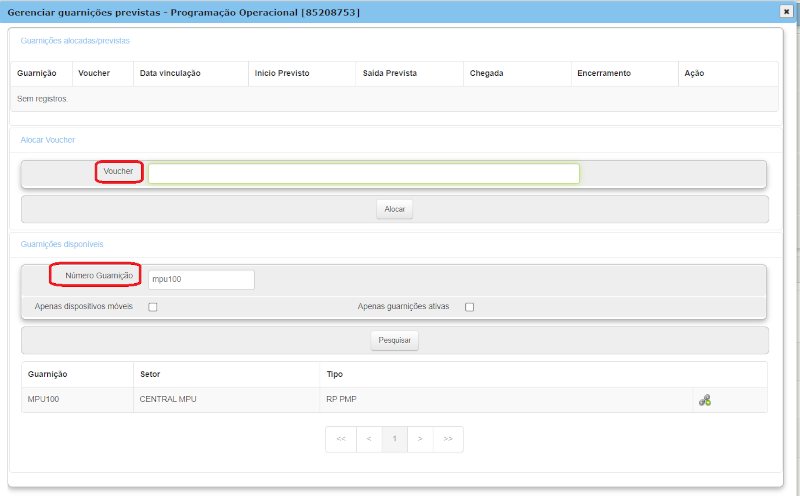 Gerenciar guarnições previstas - Programação Operacional [85208753]
Guarnições alocadas/previstas
Guarnição Voucher Data vinculação Inicio Previsto Saida Prevista Chegada Encerramento Ação
Sem registros
Alocar Voucher
Voucher
Alocar
Guarnições disponíveis
Número Guarnição mpu100
Apenas dispositivos móveis Apenas guarnições ativas
Pesquisar
Guarnição Setor Tipo
MPU100 CENTRAL MPU RP PMP
<< < 1 > >>